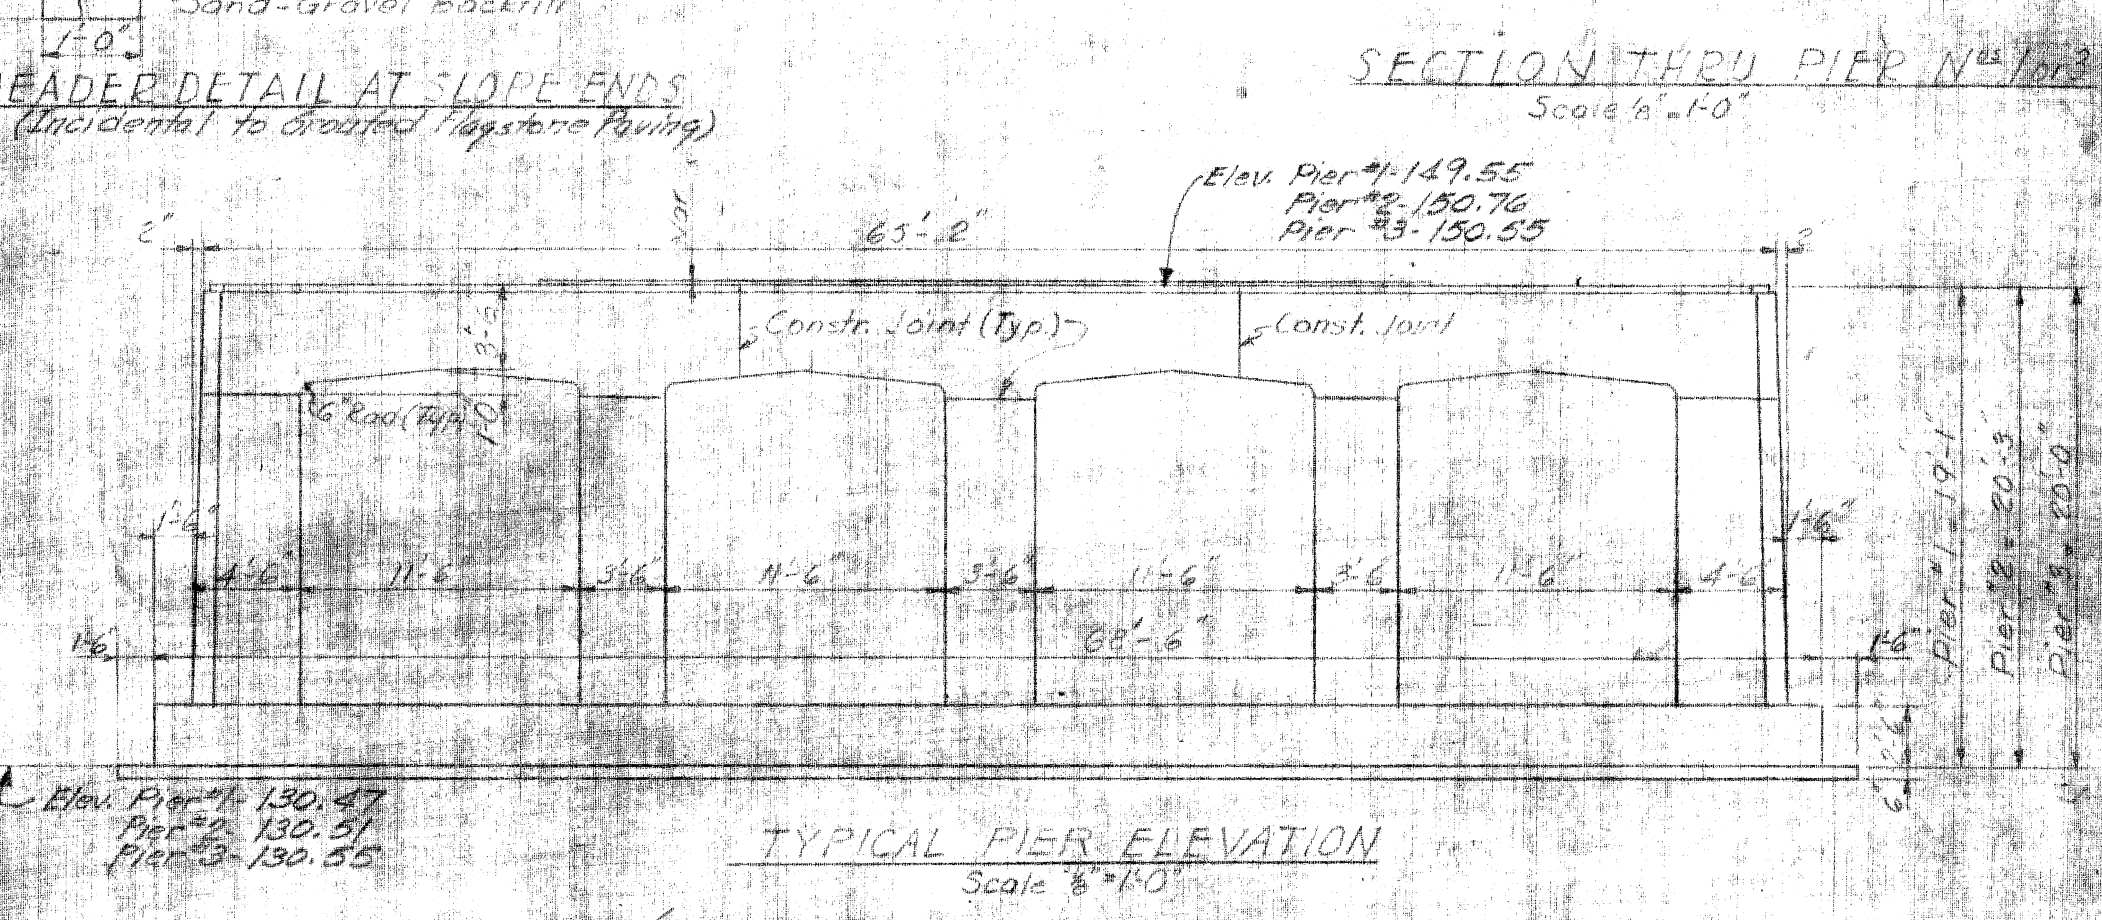 Sand-Gravel Backfill
1'-0"
EADER DETAIL AT SLOPE ENDS
(Incidental to Grouted Flagstone Paving)
SECTION THRU PIER Nos 1 or 3
Scale 1/8"=1'-0"
Elev. Pier #1-149.55
Pier #2-150.76
Pier #3-150.55
2"
Var.
65'-2"
Constr. Joint (Typ.)
Const. Joint
6" Rad (Typ)
1'-0"
1'-6"
1'-6"
4'-6"
11'-6"
3'-6"
11'-6"
3'-6"
11'-6"
3'-6"
11'-6"
4'-6"
1'-6"
68'-6"
1'-6"
Pier #1-19'-1"
Pier #2-20'-3"
Pier #3-20'-0"
2'-6"
6"
Elev. Pier #1-130.47
Pier #2-130.51
Pier #3-130.55
TYPICAL PIER ELEVATION
Scale 1/8"=1'-0"